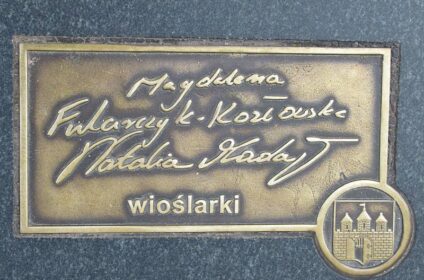 Magdalena
Fularczyk-Kozłowska
Natalia Madaj
wioślarki